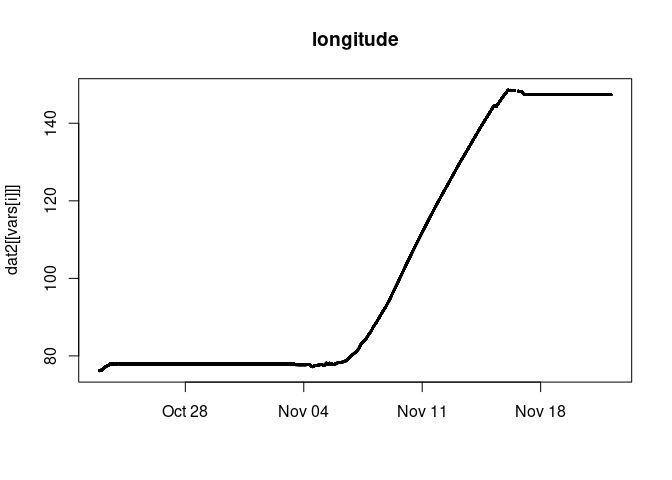 longitude
dat2[[vars[i]]]
140
120
100
80
Oct 28
Nov 04
Nov 11
Nov 18